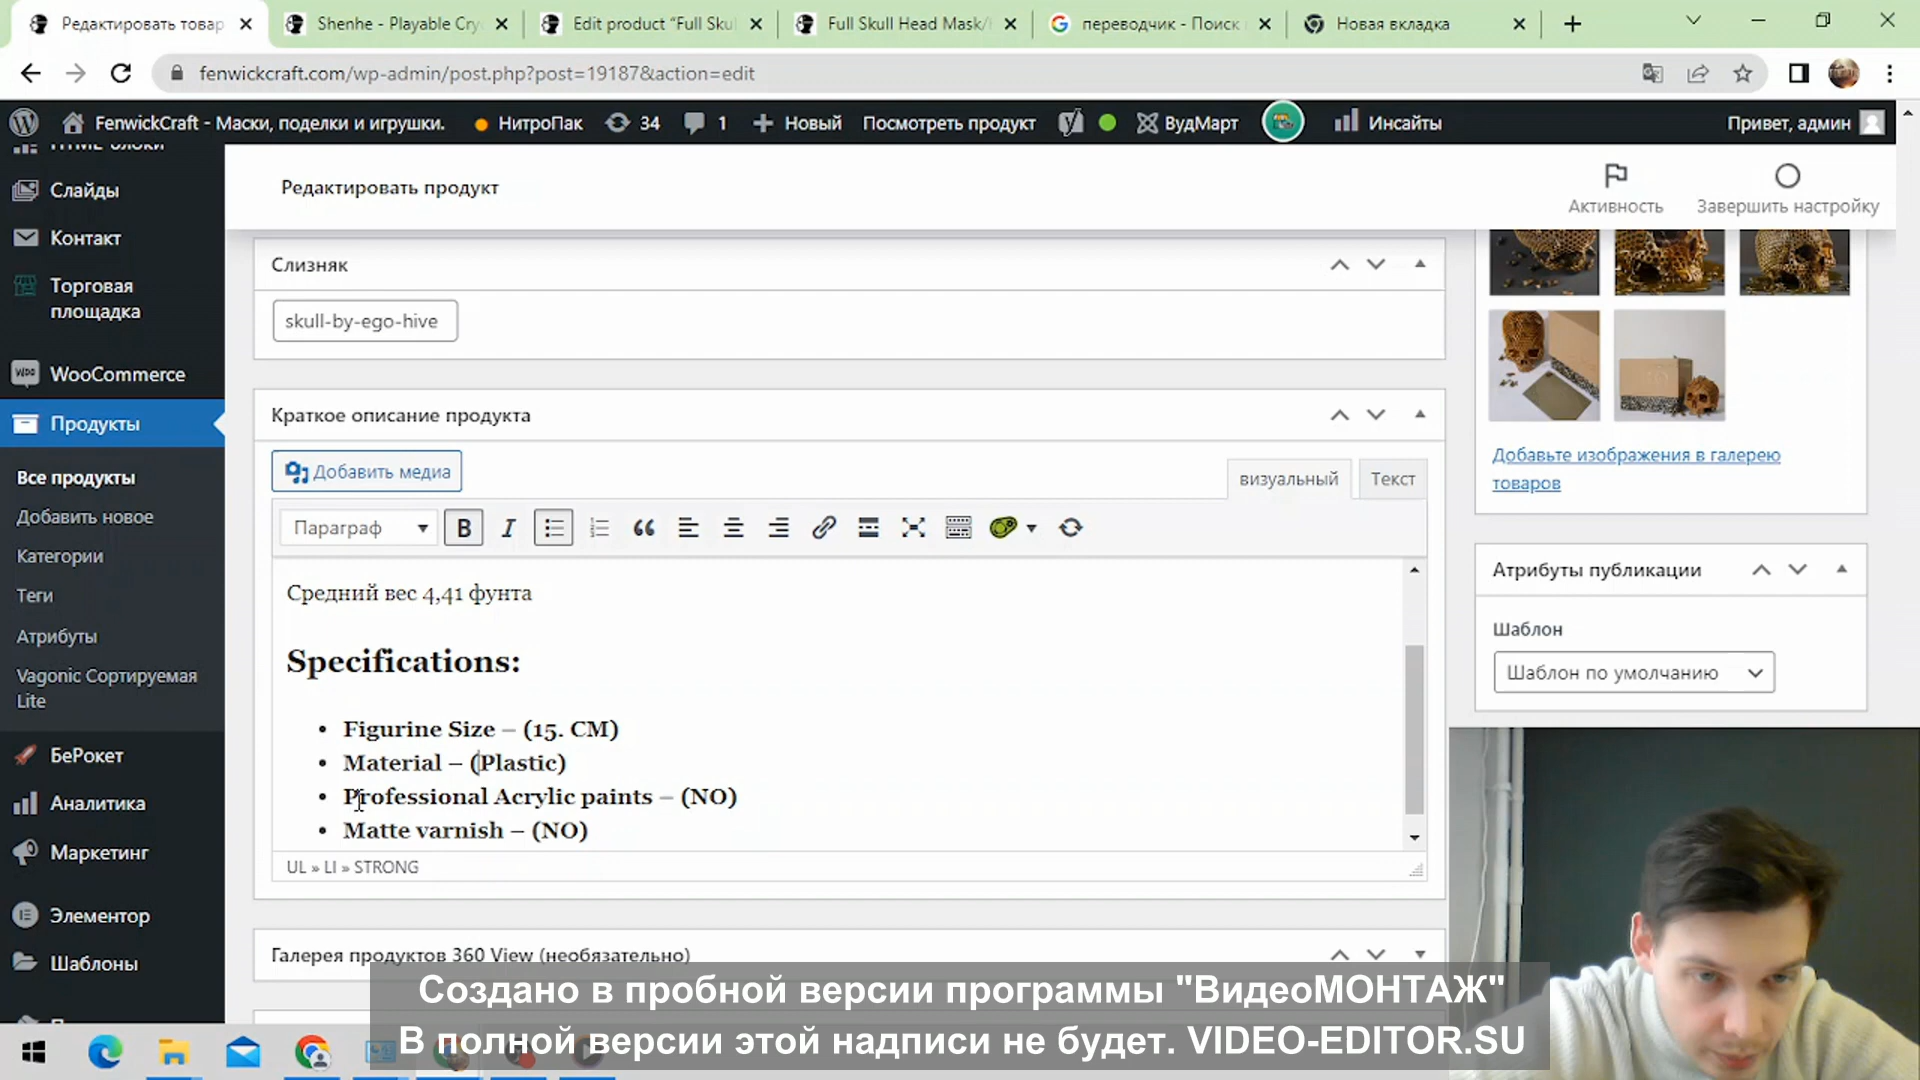 Редактировать товар
Shenhe - Playable Cry
Edit product “Full Sku
Full Skull Head Mask/
переводчик - Поиск
Новая вкладка
fenwickcraft.com/wp-admin/post.php?post=19187&action=edit
FenwickCraft - Маски, поделки и игрушки.
НитроПак
34
1
Новый
Посмотреть продукт
ВудМарт
Инсайты
Привет, админ
HTML-блоки
Слайды
Контакт
Торговая
площадка
WooCommerce
Продукты
Все продукты
Добавить новое
Категории
Теги
Атрибуты
Vagonic Сортируемая
Lite
БеРокет
Аналитика
Маркетинг
Элементор
Шаблоны
Редактировать продукт
Активность
Завершить настройку
Слизняк
skull-by-ego-hive
Краткое описание продукта
Добавить медиа
визуальный
Текст
Параграф
Средний вес 4,41 фунта
Specifications:
Figurine Size – (15. CM)
Material – (Plastic)
Professional Acrylic paints – (NO)
Matte varnish – (NO)
UL » LI » STRONG
Галерея продуктов 360 View (необязательно)
Добавьте изображения в галерею
товаров
Атрибуты публикации
Шаблон
Шаблон по умолчанию
Создано в пробной версии программы "ВидеоМОНТАЖ"
В полной версии этой надписи не будет. VIDEO-EDITOR.SU